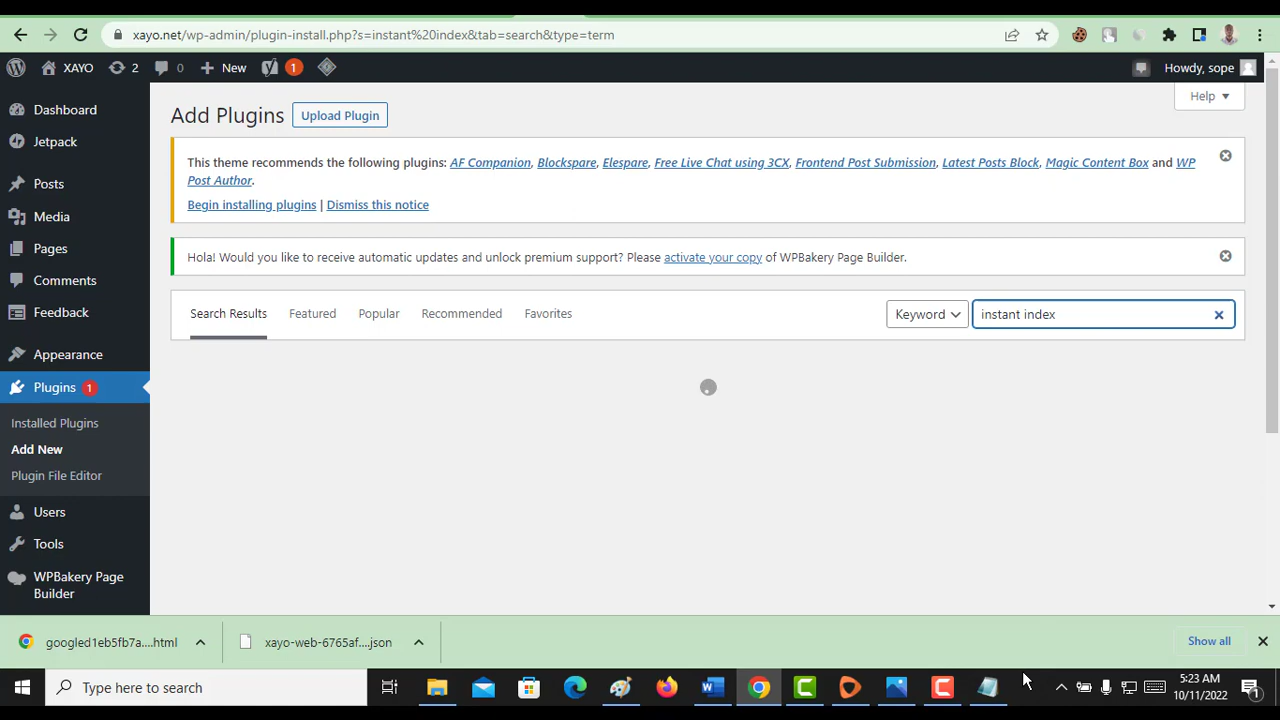 xayo.net/wp-admin/plugin-install.php?s=instant%20index&tab=search&type=term
XAYO 2 0 New 1 Howdy, sope
Help
Dashboard
Jetpack
Posts
Media
Pages
Comments
Feedback
Appearance
Plugins 1
Installed Plugins
Add New
Plugin File Editor
Users
Tools
WPBakery Page
Builder
Add Plugins Upload Plugin
This theme recommends the following plugins: AF Companion, Blockspare, Elespare, Free Live Chat using 3CX, Frontend Post Submission, Latest Posts Block, Magic Content Box and WP
Post Author.
Begin installing plugins | Dismiss this notice
Hola! Would you like to receive automatic updates and unlock premium support? Please activate your copy of WPBakery Page Builder.
Search Results Featured Popular Recommended Favorites Keyword instant index
googled1eb5fb7a....html xayo-web-6765af....json Show all
Type here to search
5:23 AM
10/11/2022
1